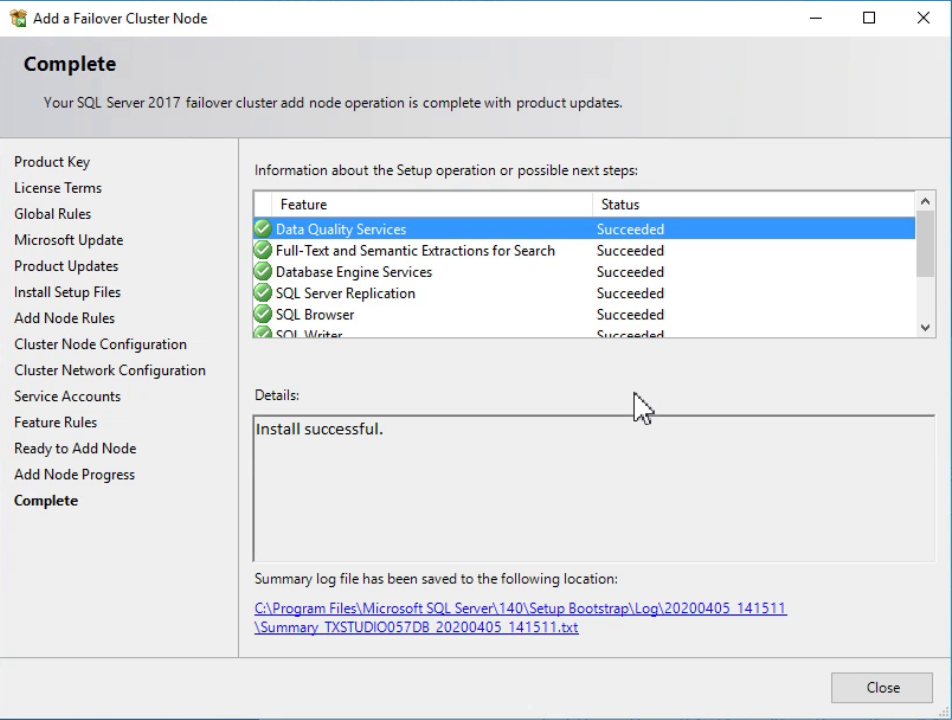 Add a Failover Cluster Node
Complete
Your SQL Server 2017 failover cluster add node operation is complete with product updates.
Product Key
License Terms
Global Rules
Microsoft Update
Product Updates
Install Setup Files
Add Node Rules
Cluster Node Configuration
Cluster Network Configuration
Service Accounts
Feature Rules
Ready to Add Node
Add Node Progress
Complete
Information about the Setup operation or possible next steps:
Feature Status
Data Quality Services Succeeded
Full-Text and Semantic Extractions for Search Succeeded
Database Engine Services Succeeded
SQL Server Replication Succeeded
SQL Browser Succeeded
SQL Writer Succeeded
Details:
Install successful.
Summary log file has been saved to the following location:
C:\Program Files\Microsoft SQL Server\140\Setup Bootstrap\Log\20200405_141511
\Summary_TXSTUDIO057DB_20200405_141511.txt
Close